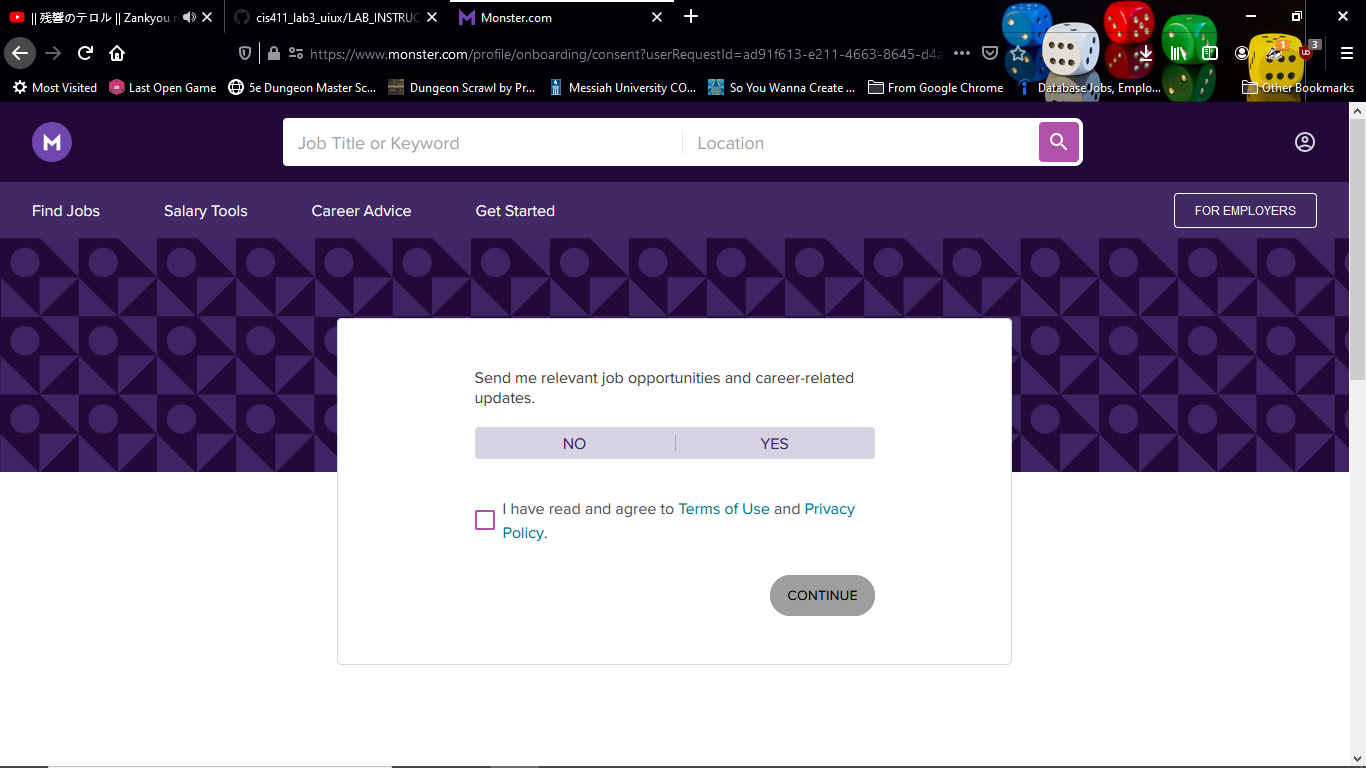 || 残響のテロル || Zankyou n
cis411_lab3_uiux/LAB_INSTRUC
Monster.com
https://www.monster.com/profile/onboarding/consent?userRequestId=ad91f613-e211-4663-8645-d4a
1
3
Most Visited
Last Open Game
5e Dungeon Master Sc...
Dungeon Scrawl by Pr...
Messiah University CO...
So You Wanna Create ...
From Google Chrome
Database Jobs, Emplo...
Other Bookmarks
M
Job Title or Keyword
Location
Find Jobs
Salary Tools
Career Advice
Get Started
FOR EMPLOYERS
Send me relevant job opportunities and career-related
updates.
NO
YES
I have read and agree to Terms of Use and Privacy
Policy.
CONTINUE